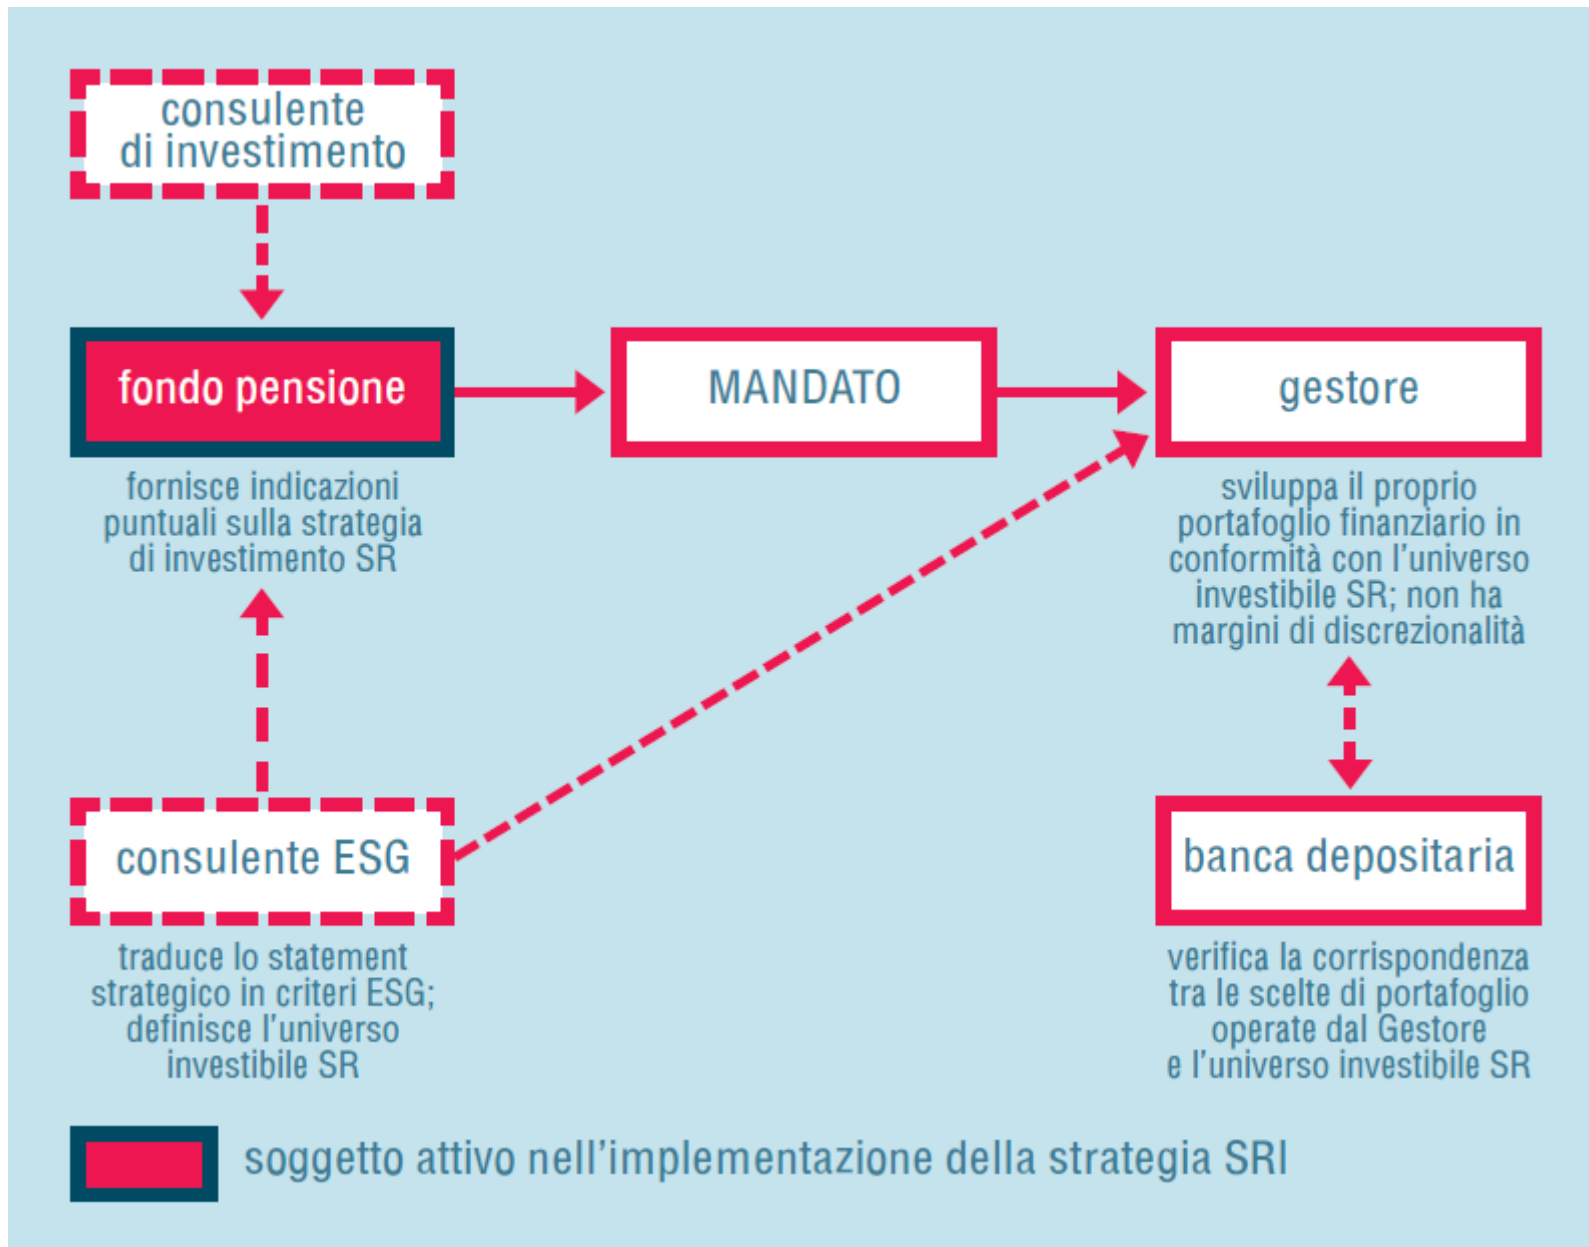 consulente
di investimento
fondo pensione
MANDATO
gestore
fornisce indicazioni
puntuali sulla strategia
di investimento SR
sviluppa il proprio
portafoglio finanziario in
conformità con l'universo
investibile SR; non ha
margini di discrezionalità
consulente ESG
banca depositaria
traduce lo statement
strategico in criteri ESG;
definisce l'universo
investibile SR
verifica la corrispondenza
tra le scelte di portafoglio
operate dal Gestore
e l'universo investibile SR
soggetto attivo nell'implementazione della strategia SRI